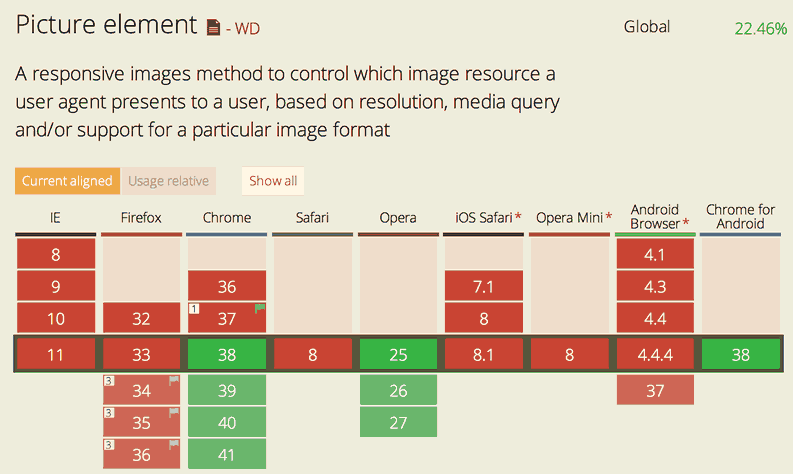 Picture element - WD
Global 22.46%
A responsive images method to control which image resource a
user agent presents to a user, based on resolution, media query
and/or support for a particular image format
Current aligned Usage relative Show all
IE Firefox Chrome Safari Opera iOS Safari* Opera Mini* Android Browser* Chrome for Android
8 4.1
9 36 7.1 4.3
10 32 1 37 8 4.4
11 33 38 8 25 8.1 8 4.4.4 38
3 34 39 26 37
3 35 40 27
3 36 41